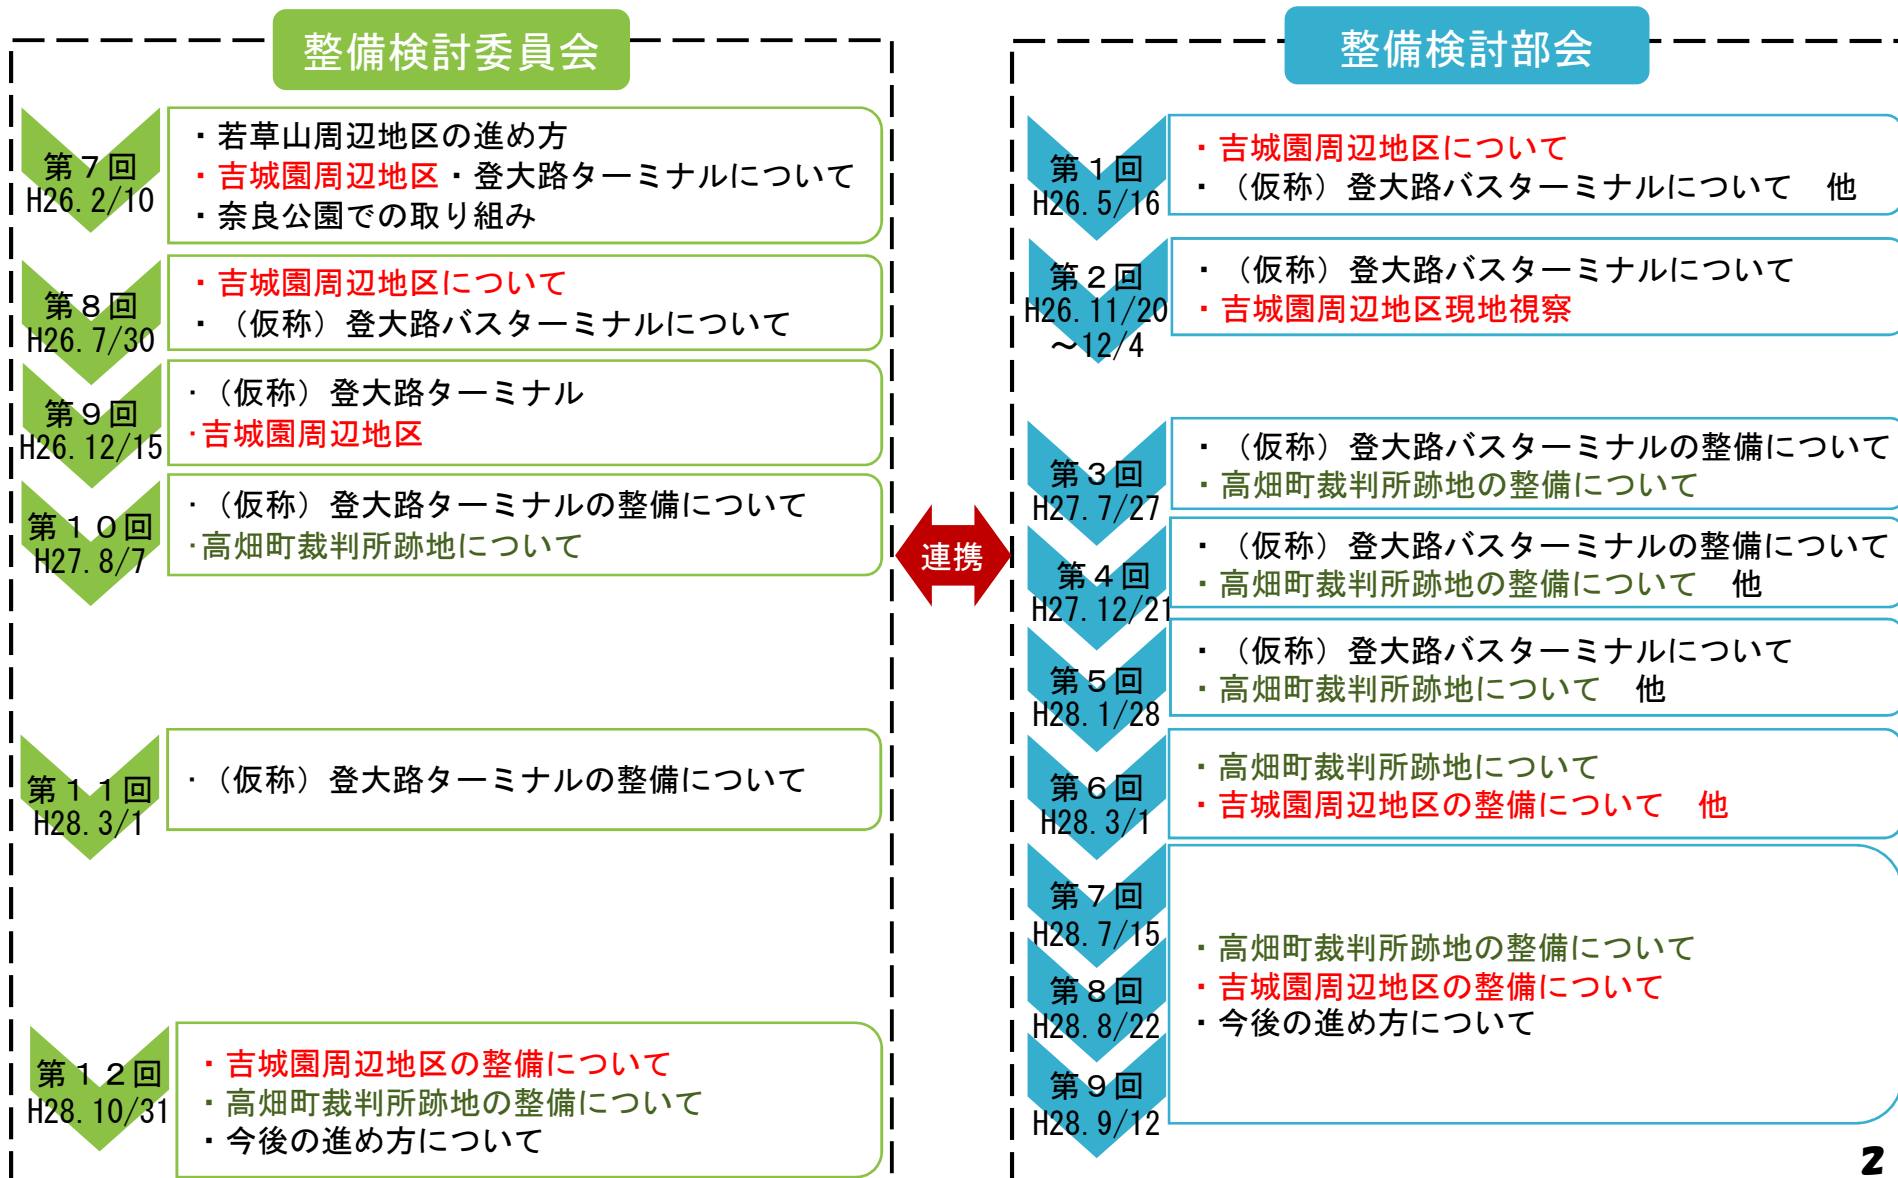 整備検討委員会
第７回
H26.2/10
・若草山周辺地区の進め方
・吉城園周辺地区・登大路ターミナルについて
・奈良公園での取り組み
第８回
H26.7/30
・吉城園周辺地区について
・（仮称）登大路バスターミナルについて
第９回
H26.12/15
・（仮称）登大路ターミナル
・吉城園周辺地区
第１０回
H27.8/7
・（仮称）登大路ターミナルの整備について
・高畑町裁判所跡地について
第１１回
H28.3/1
・（仮称）登大路ターミナルの整備について
第１２回
H28.10/31
・吉城園周辺地区の整備について
・高畑町裁判所跡地の整備について
・今後の進め方について
連携
整備検討部会
第１回
H26.5/16
・吉城園周辺地区について
・（仮称）登大路バスターミナルについて　他
第２回
H26.11/20
～12/4
・（仮称）登大路バスターミナルについて
・吉城園周辺地区現地視察
第３回
H27.7/27
・（仮称）登大路バスターミナルの整備について
・高畑町裁判所跡地の整備について
第４回
H27.12/21
・（仮称）登大路バスターミナルの整備について
・高畑町裁判所跡地の整備について　他
第５回
H28.1/28
・（仮称）登大路バスターミナルについて
・高畑町裁判所跡地について　他
第６回
H28.3/1
・高畑町裁判所跡地について
・吉城園周辺地区の整備について　他
第７回
H28.7/15
第８回
H28.8/22
第９回
H28.9/12
・高畑町裁判所跡地の整備について
・吉城園周辺地区の整備について
・今後の進め方について
2